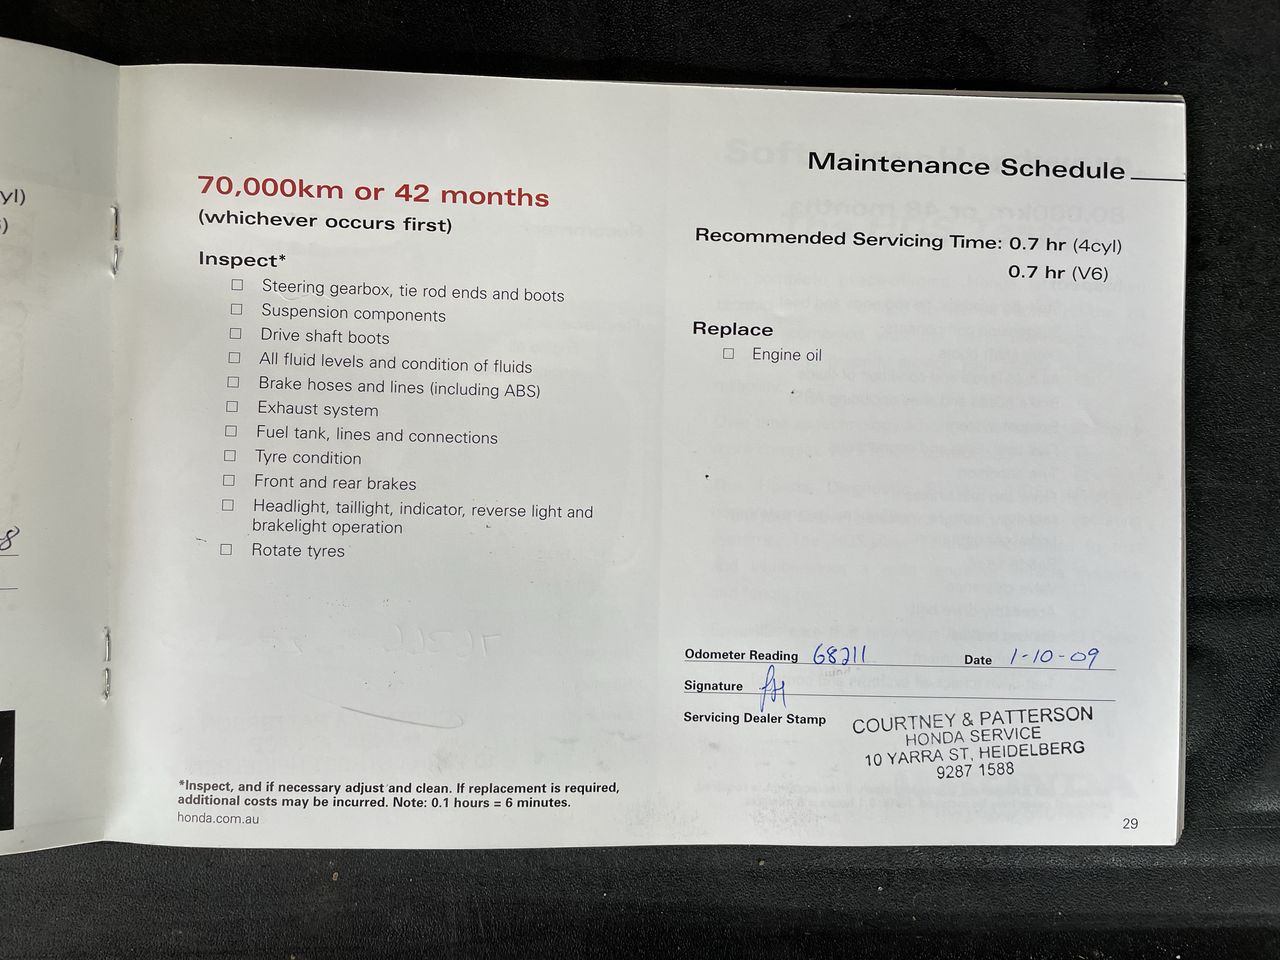 yl)
8
Maintenance Schedule
70,000km or 42 months
(whichever occurs first)
Inspect*
☐ Steering gearbox, tie rod ends and boots
☐ Suspension components
☐ Drive shaft boots
☐ All fluid levels and condition of fluids
☐ Brake hoses and lines (including ABS)
☐ Exhaust system
☐ Fuel tank, lines and connections
☐ Tyre condition
☐ Front and rear brakes
☐ Headlight, taillight, indicator, reverse light and
brakelight operation
☐ Rotate tyres
Recommended Servicing Time: 0.7 hr (4cyl)
0.7 hr (V6)
Replace
☐ Engine oil
Odometer Reading 68211 Date 1-10-09
Signature
Servicing Dealer Stamp
COURTNEY & PATTERSON
HONDA SERVICE
10 YARRA ST, HEIDELBERG
9287 1588
*Inspect, and if necessary adjust and clean. If replacement is required,
additional costs may be incurred. Note: 0.1 hours = 6 minutes.
honda.com.au
29